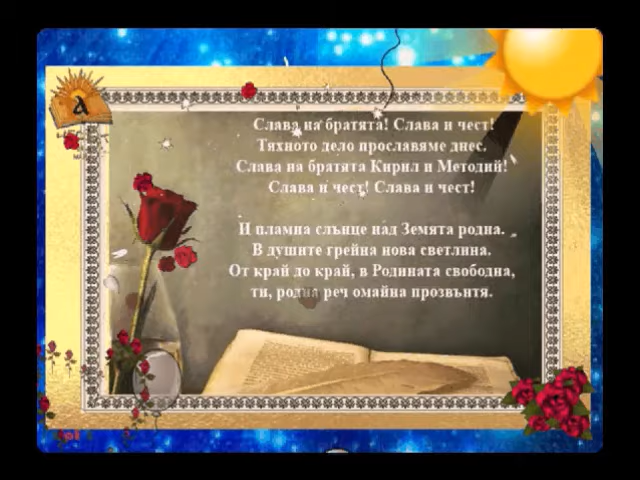 Слава на братята! Слава и чест!
Тяхното дело прославяме днес.
Слава на братята Кирил и Методий!
Слава и чест! Слава и чест!
И пламна слънце над Земята родна.
В душите грейна нова светлина.
От край до край, в Родината свободна,
ти, родна реч омайна прозвънтя.